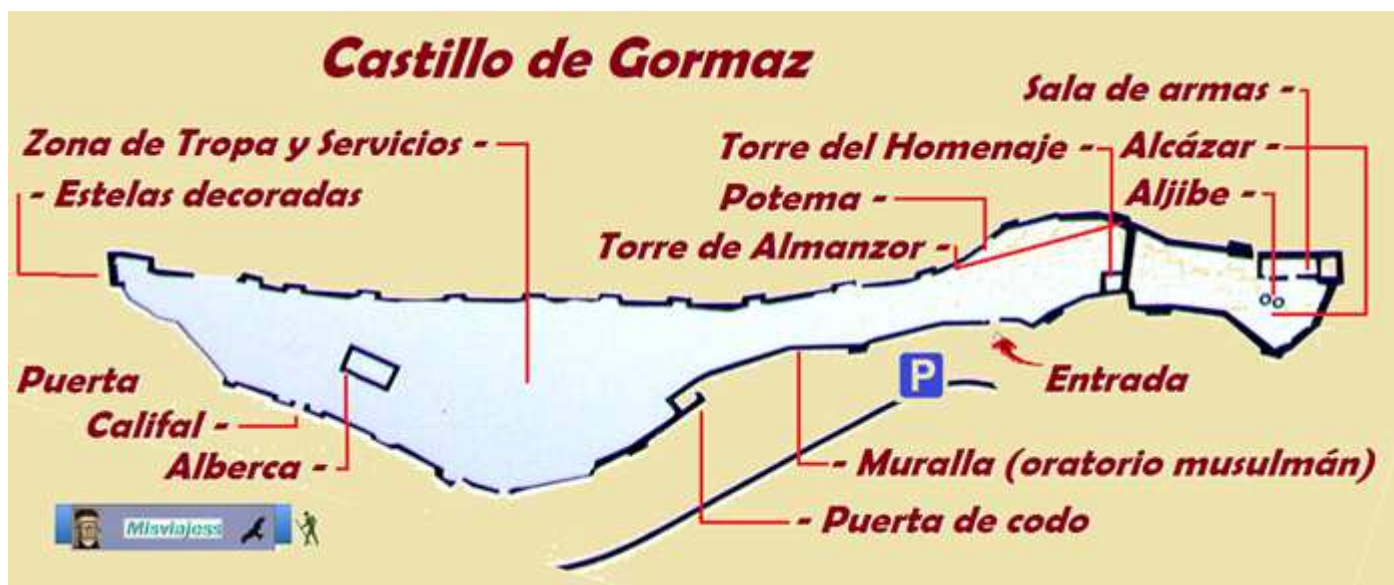 Castillo de Gormaz
Sala de armas -
Zona de Tropa y Servicios -
Torre del Homenaje -
Alcázar -
- Estelas decoradas
Potema -
Aljibe -
Torre de Almanzor -
Puerta
Califal -
Alberca -
P
Entrada
- Muralla (oratorio musulmán)
- Puerta de codo
Misviajess